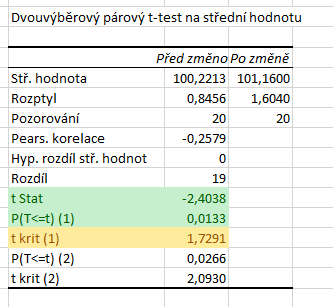 Dvouvýběrový párový t-test na střední hodnotu
Před změno Po změně
Stř. hodnota 100,2213 101,1600
Rozptyl 0,8456 1,6040
Pozorování 20 20
Pears. korelace -0,2579
Hyp. rozdíl stř. hodnot 0
Rozdíl 19
t Stat -2,4038
P(T<=t) (1) 0,0133
t krit (1) 1,7291
P(T<=t) (2) 0,0266
t krit (2) 2,0930